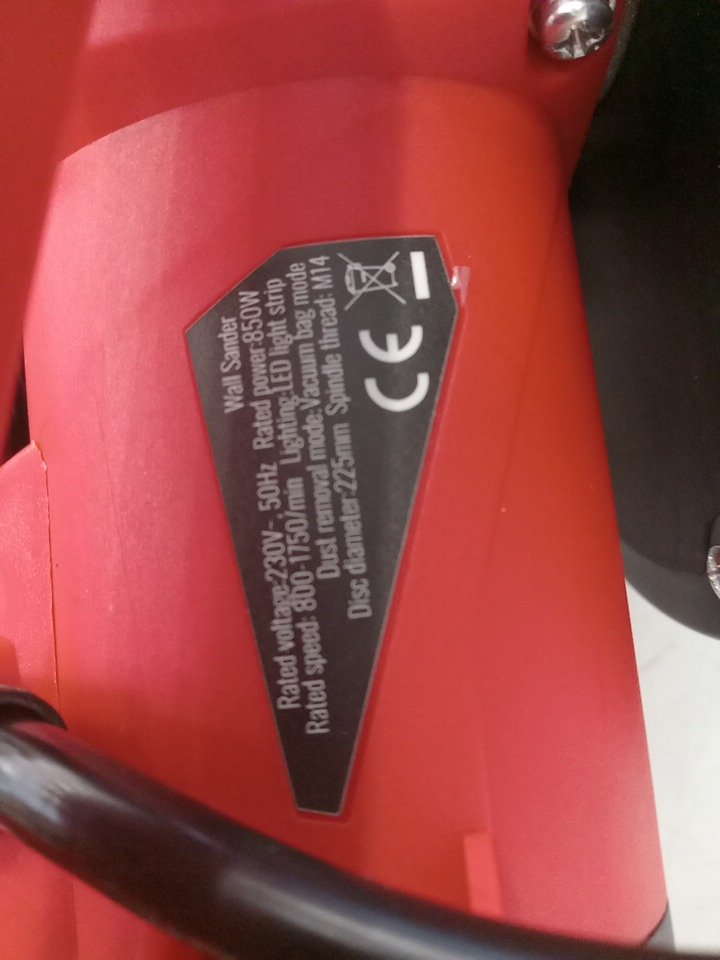 Wall Sander
Rated voltage:230V~, 50Hz Rated power:850W
Rated speed: 800-1750/min Lighting:LED light strip
Dust removal mode:Vacuum bag mode
Disc diameter:225mm Spindle thread: M14
CE